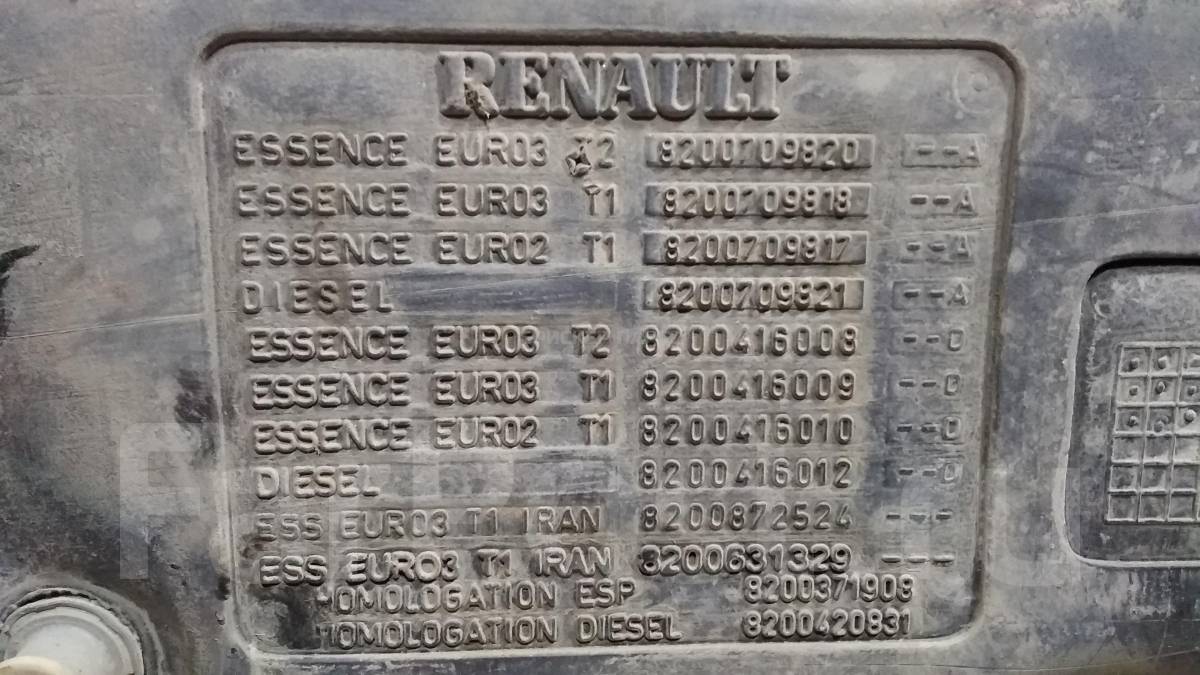 RENAULT
ESSENCE EURO3 T2 8200709820 --A
ESSENCE EURO3 T1 8200709818 --A
ESSENCE EURO2 T1 8200709817 --A
DIESEL 8200709821 --A
ESSENCE EURO3 T2 8200416008 --D
ESSENCE EURO3 T1 8200416009 --D
ESSENCE EURO2 T1 8200416010 --D
DIESEL 8200416012 --D
ESS EURO3 T1 IRAN 8200872524 ---
ESS EURO3 T1 IRAN 8200631329 ---
HOMOLOGATION ESP 8200371908
HOMOLOGATION DIESEL 8200420831